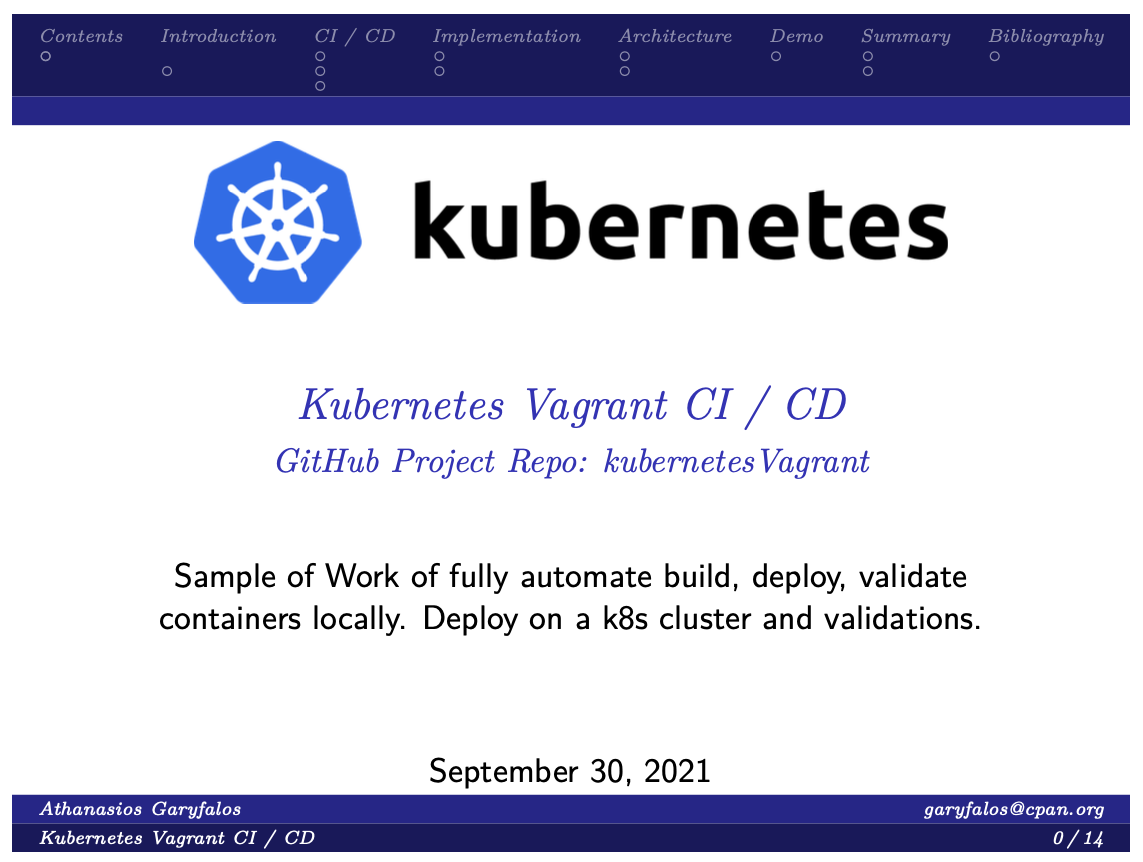 Contents Introduction CI / CD Implementation Architecture Demo Summary Bibliography
kubernetes
Kubernetes Vagrant CI / CD
GitHub Project Repo: kubernetesVagrant
Sample of Work of fully automate build, deploy, validate
containers locally. Deploy on a k8s cluster and validations.
September 30, 2021
Athanasios Garyfalos garyfalos@cpan.org
Kubernetes Vagrant CI / CD 0 / 14